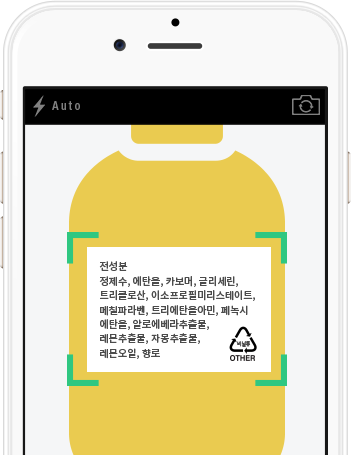 Auto
전성분
정제수, 에탄올, 카보머, 글리세린,
트리클로산, 이소프로필미리스테이트,
메칠파라벤, 트리에탄올아민, 페녹시
에탄올, 알로에베라추출물,
레몬추출물, 자몽추출물,
레몬오일, 향료
비닐류
OTHER